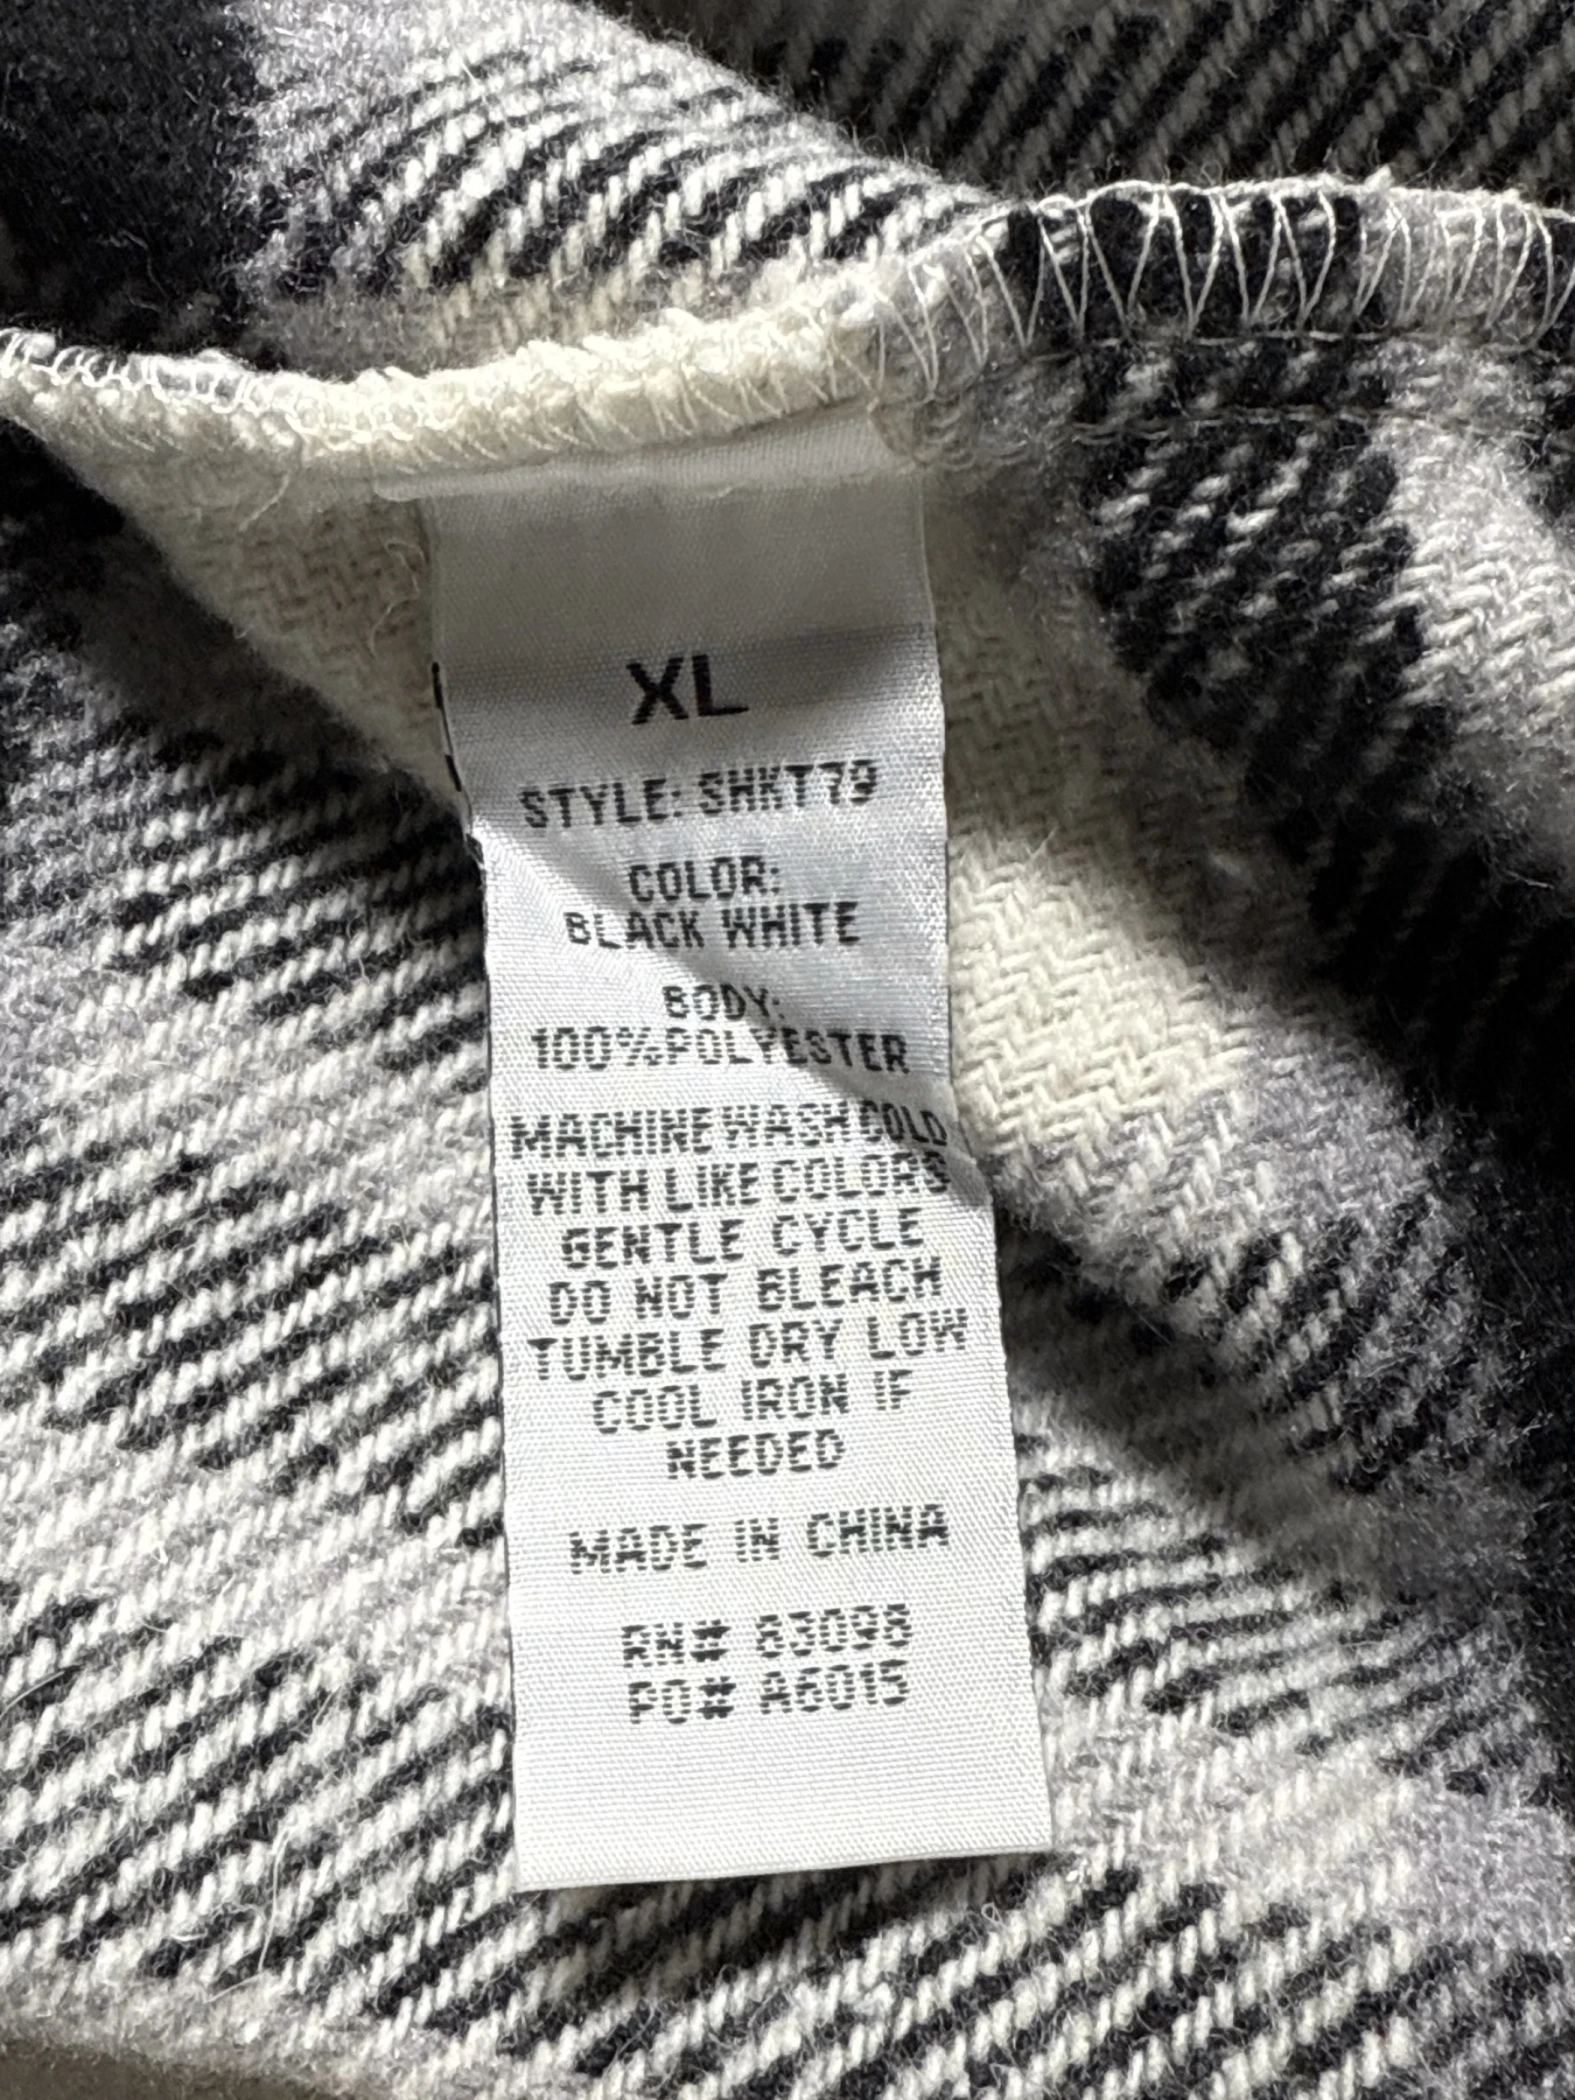 XL
STYLE: SHKT79
COLOR:
BLACK WHITE
BODY:
100%POLYESTER
MACHINE WASH COLD
WITH LIKE COLORS
GENTLE CYCLE
DO NOT BLEACH
TUMBLE DRY LOW
COOL IRON IF
NEEDED
MADE IN CHINA
RN# 83098
PO# A6015